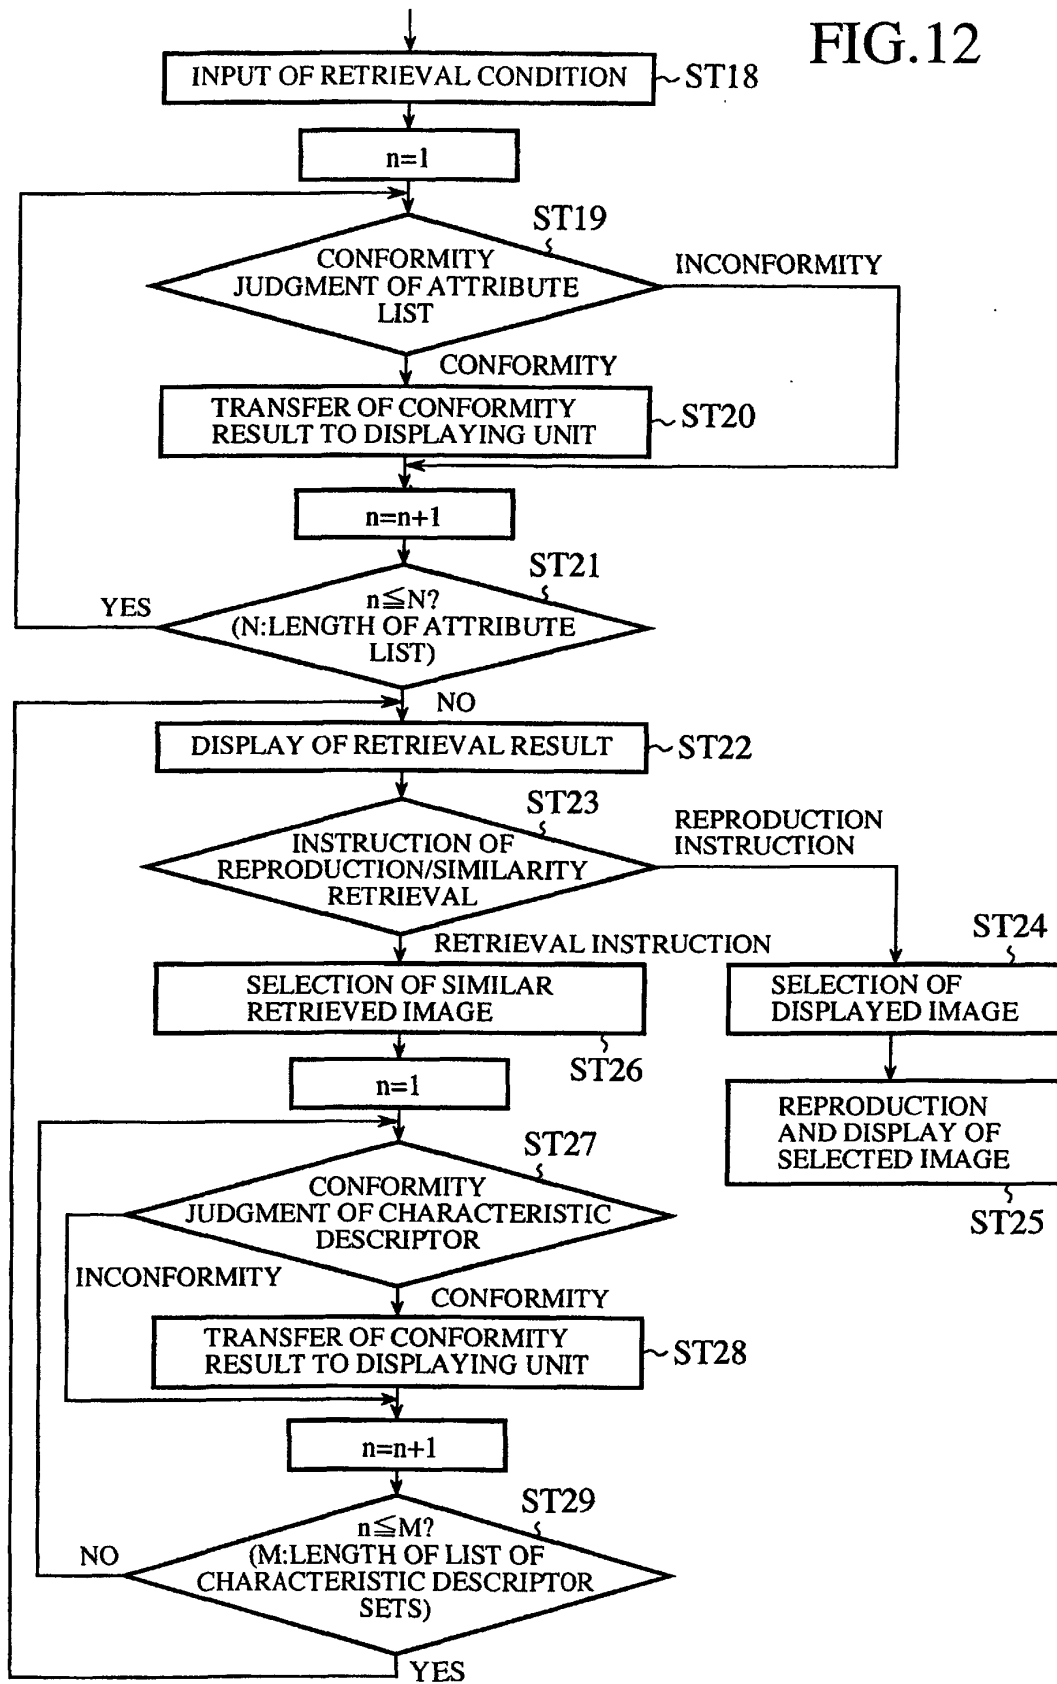 FIG.12
INPUT OF RETRIEVAL CONDITION
ST18
n=1
ST19
CONFORMITY
JUDGMENT OF ATTRIBUTE
LIST
INCONFORMITY
CONFORMITY
TRANSFER OF CONFORMITY
RESULT TO DISPLAYING UNIT
ST20
n=n+1
ST21
n≦N?
(N:LENGTH OF ATTRIBUTE
LIST)
YES
NO
DISPLAY OF RETRIEVAL RESULT
ST22
ST23
INSTRUCTION OF
REPRODUCTION/SIMILARITY
RETRIEVAL
REPRODUCTION
INSTRUCTION
RETRIEVAL INSTRUCTION
ST24
SELECTION OF
DISPLAYED IMAGE
SELECTION OF SIMILAR
RETRIEVED IMAGE
ST26
n=1
REPRODUCTION
AND DISPLAY OF
SELECTED IMAGE
ST25
ST27
CONFORMITY
JUDGMENT OF CHARACTERISTIC
DESCRIPTOR
INCONFORMITY
CONFORMITY
TRANSFER OF CONFORMITY
RESULT TO DISPLAYING UNIT
ST28
n=n+1
ST29
n≦M?
(M:LENGTH OF LIST OF
CHARACTERISTIC DESCRIPTOR
SETS)
NO
YES